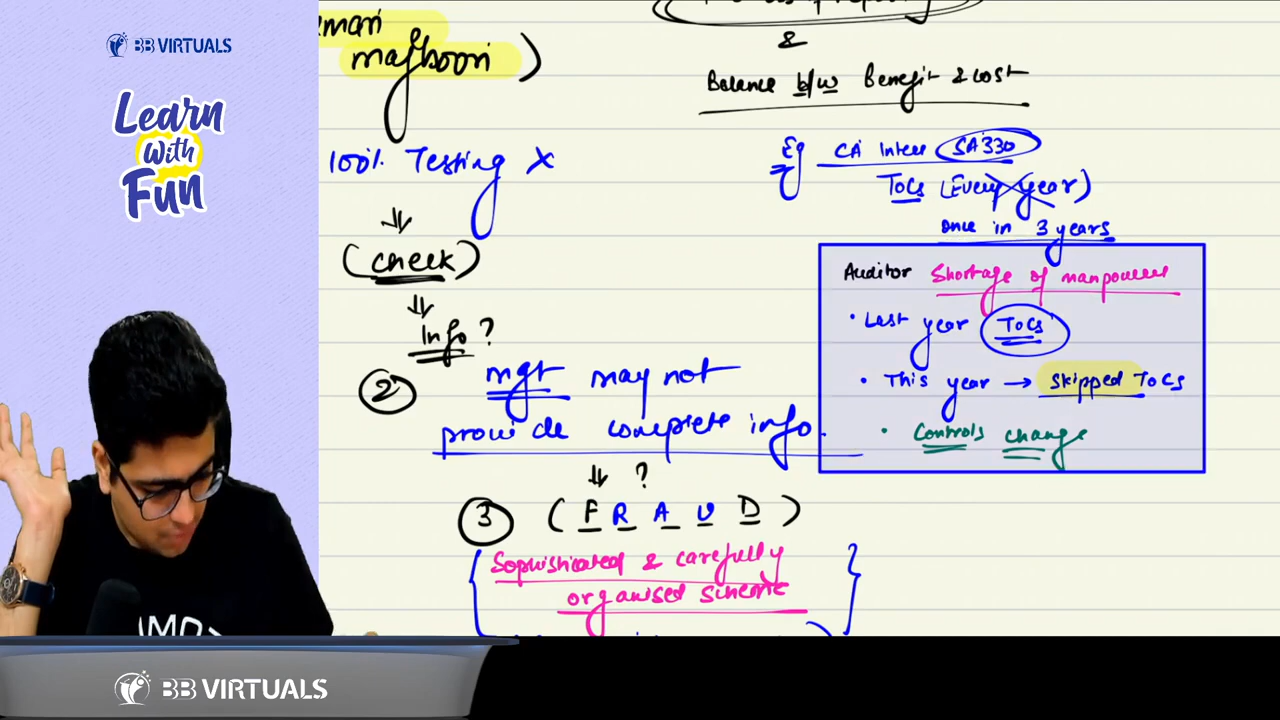 BB VIRTUALS
Learn
With
Fun
majboori )
&
Balance b/w Benefit & cost
100% Testing X
Eg CA Inter SA 330
TOCs (Every year)
once in 3 years
(check)
Info ?
Auditor Shortage of manpower
• Last year TOCs
• This year → skipped TOCs
• Controls change
② mgt may not
provide complete info.
?
③ ( F R A U D )
{ Sophisticated & carefully
organised scheme }
BB VIRTUALS